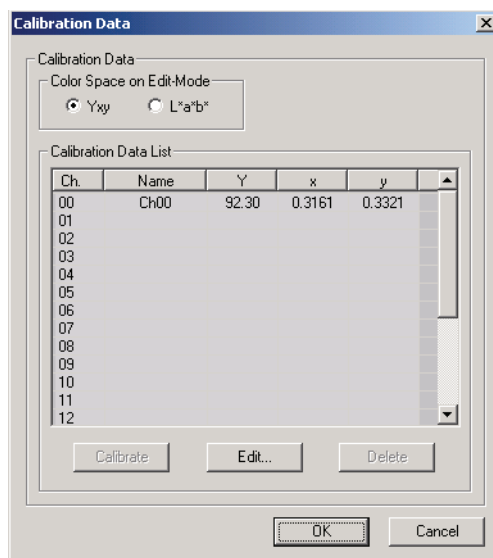 Calibration Data
Calibration Data
Color Space on Edit-Mode
Yxy L*a*b*
Calibration Data List
Ch. Name Y x y
00 Ch00 92.30 0.3161 0.3321
01
02
03
04
05
06
07
08
09
10
11
12
Calibrate Edit... Delete
OK Cancel